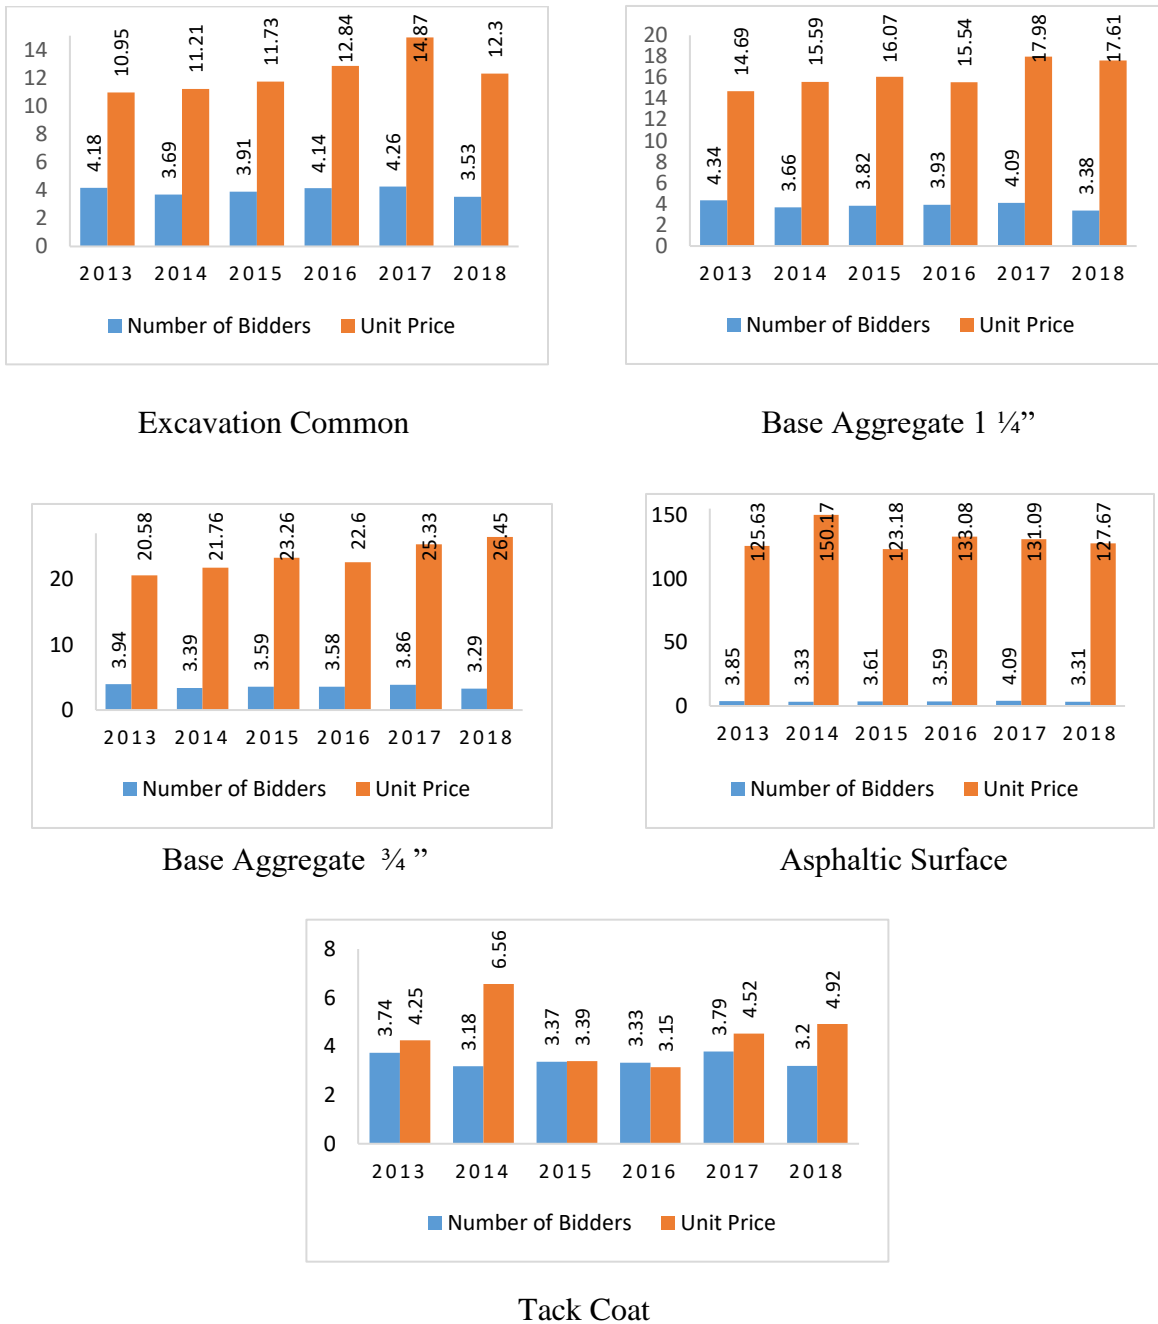 14
12
10
8
6
4
2
0
4.18 10.95 3.69 11.21 3.91 11.73 4.14 12.84 4.26 14.87 3.53 12.3
2013 2014 2015 2016 2017 2018
Number of Bidders Unit Price
Excavation Common
20
18
16
14
12
10
8
6
4
2
0
4.34 14.69 3.66 15.59 3.82 16.07 3.93 15.54 4.09 17.98 3.38 17.61
2013 2014 2015 2016 2017 2018
Number of Bidders Unit Price
Base Aggregate 1 ¼”
20
10
0
3.94 20.58 3.39 21.76 3.59 23.26 3.58 22.6 3.86 25.33 3.29 26.45
2013 2014 2015 2016 2017 2018
Number of Bidders Unit Price
Base Aggregate ¾ ”
150
100
50
0
3.85 125.63 3.33 150.17 3.61 123.18 3.59 133.08 4.09 131.09 3.31 127.67
2013 2014 2015 2016 2017 2018
Number of Bidders Unit Price
Asphaltic Surface
8
6
4
2
0
3.74 4.25 3.18 6.56 3.37 3.39 3.33 3.15 3.79 4.52 3.2 4.92
2013 2014 2015 2016 2017 2018
Number of Bidders Unit Price
Tack Coat